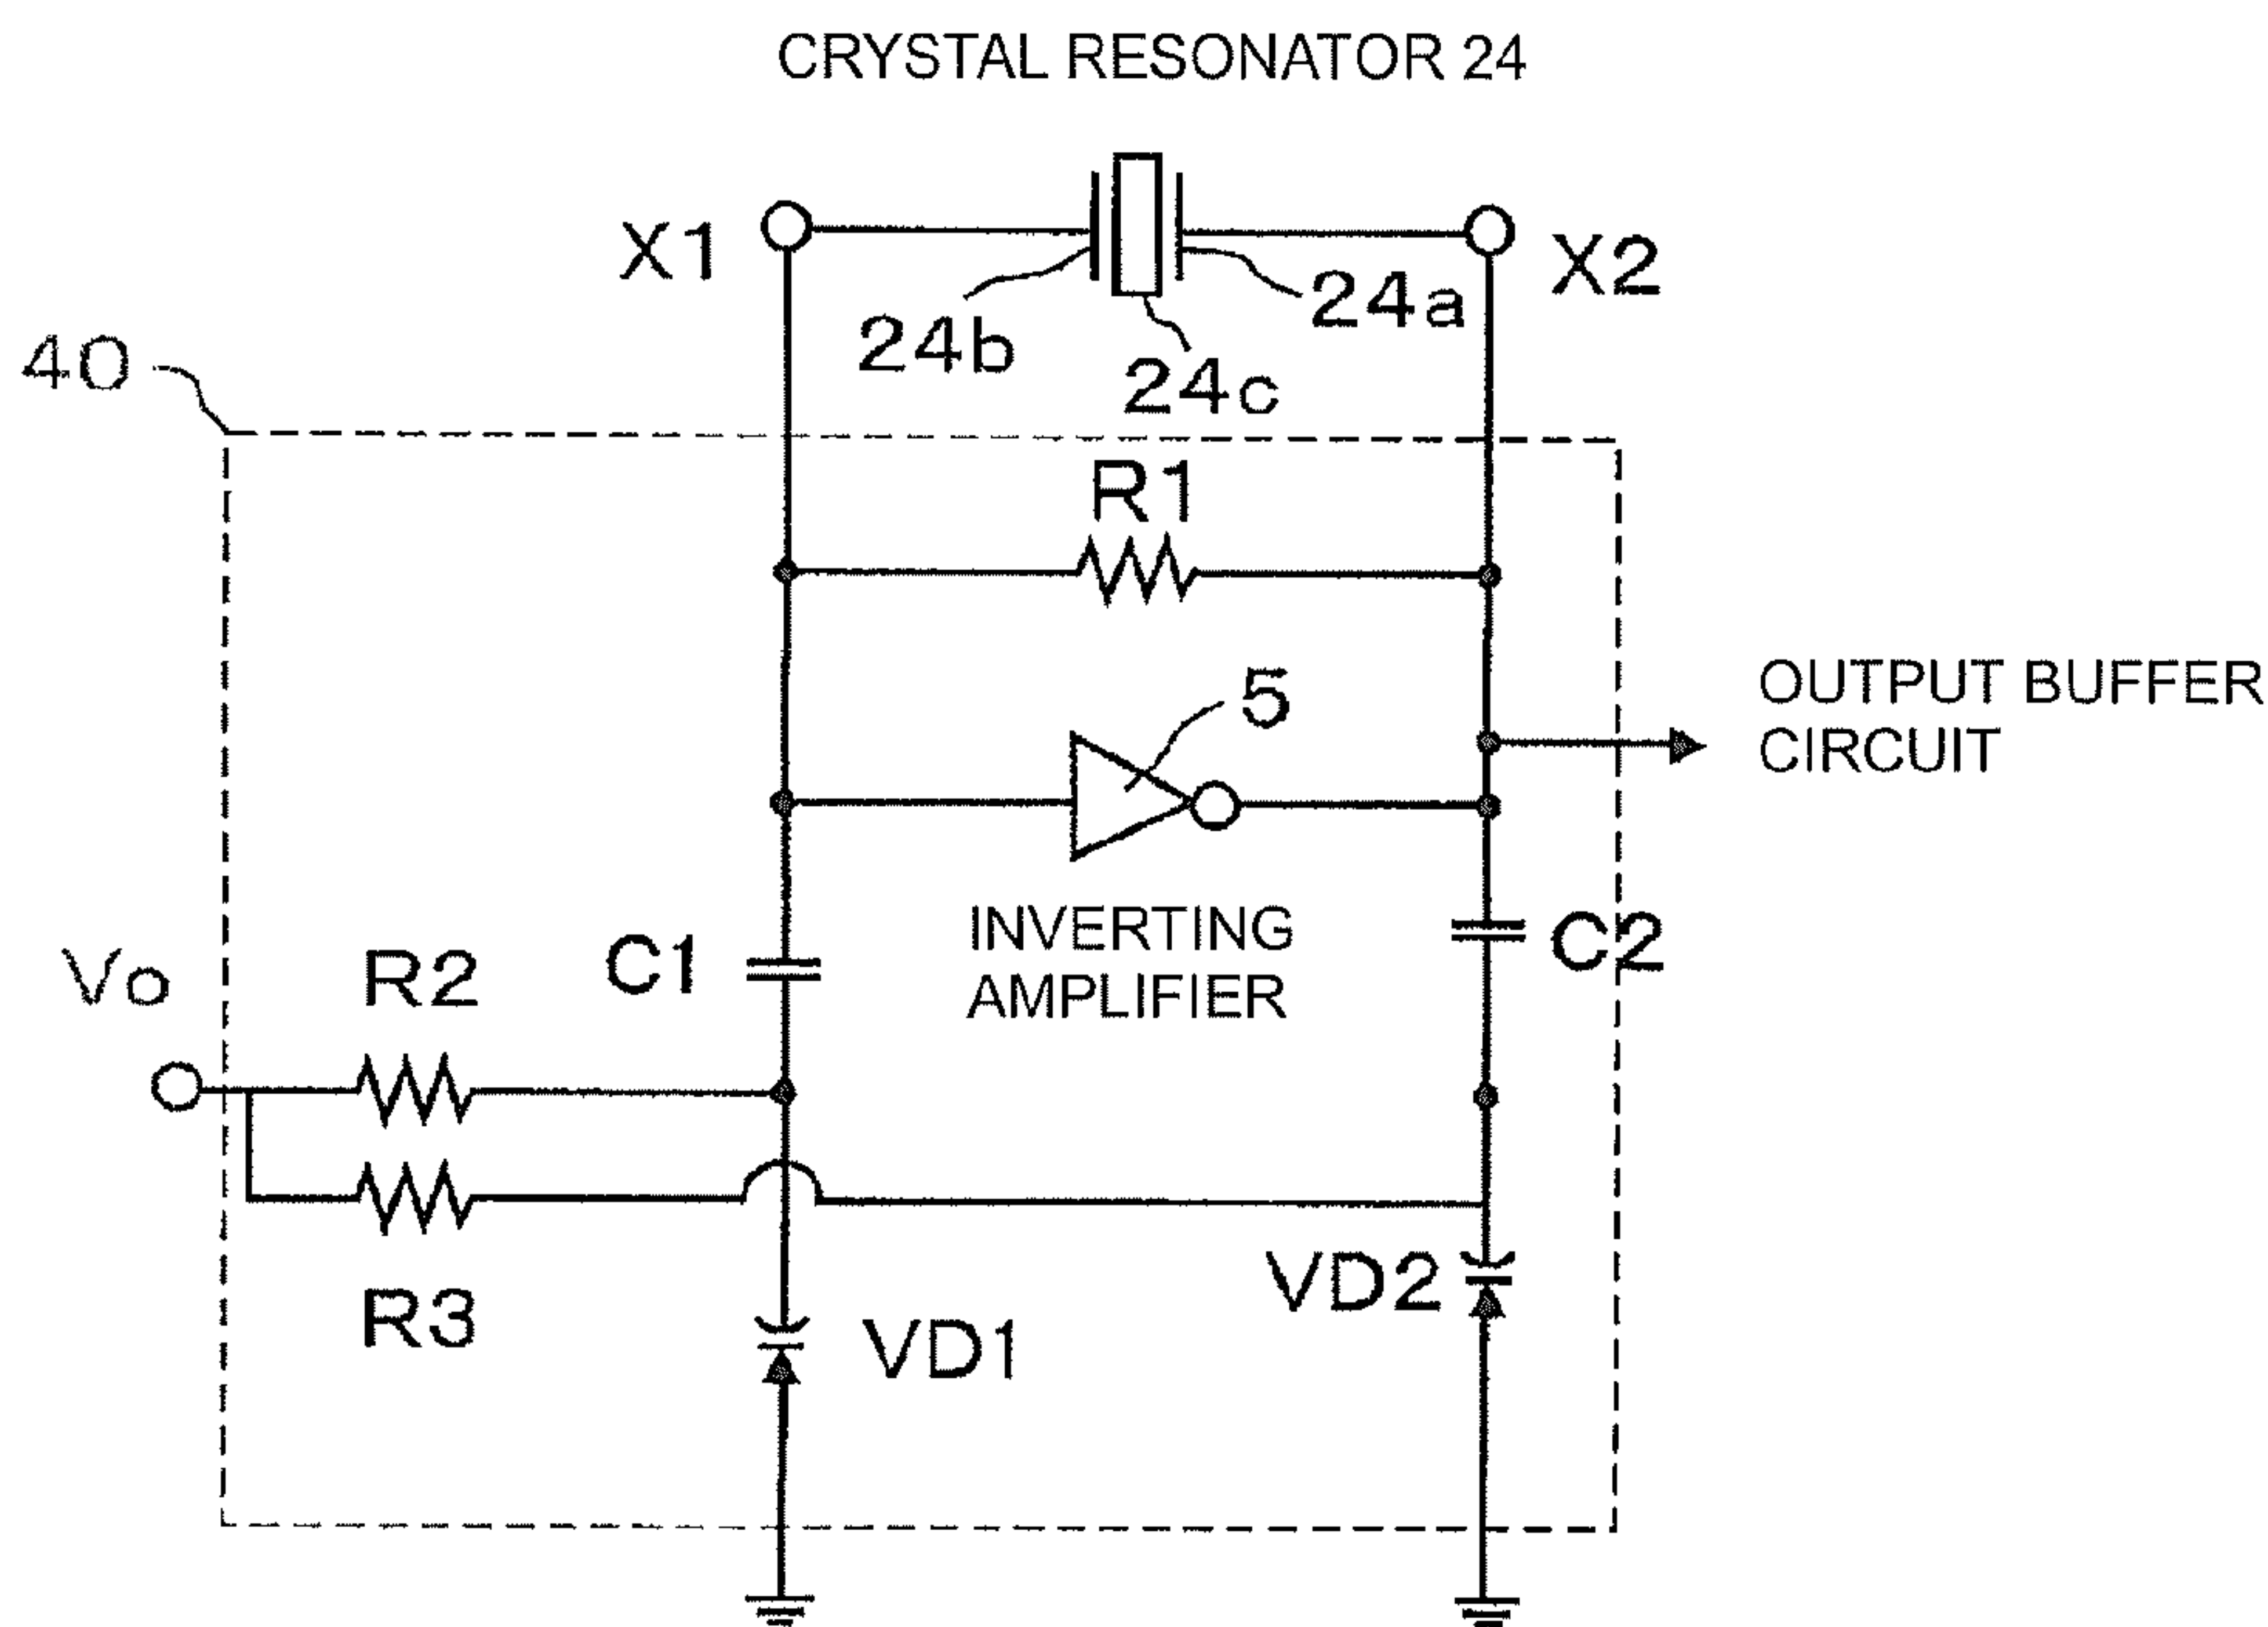 CRYSTAL RESONATOR 24
X1
X2
24a
24b
24c
40
R1
5
OUTPUT BUFFER
CIRCUIT
INVERTING
AMPLIFIER
C1
C2
Vo
R2
R3
VD1
VD2